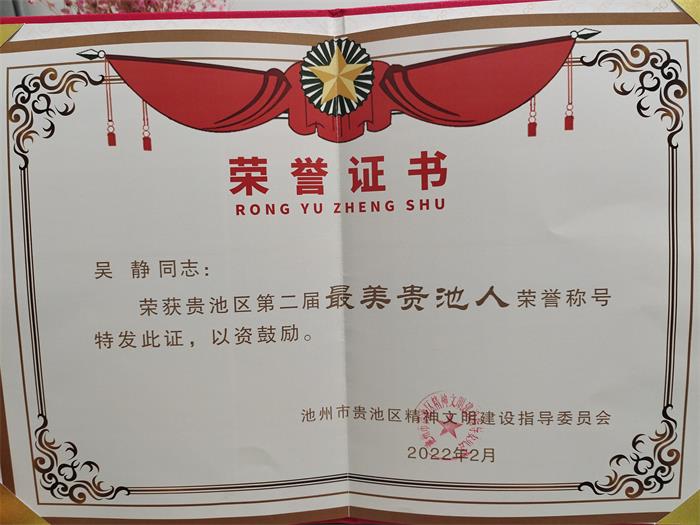 荣誉证书
RONG YU ZHENG SHU
吴 静 同志：
荣获贵池区第二届最美贵池人荣誉称号
特发此证，以资鼓励。
池州市贵池区精神文明建设指导委员会
2022年2月